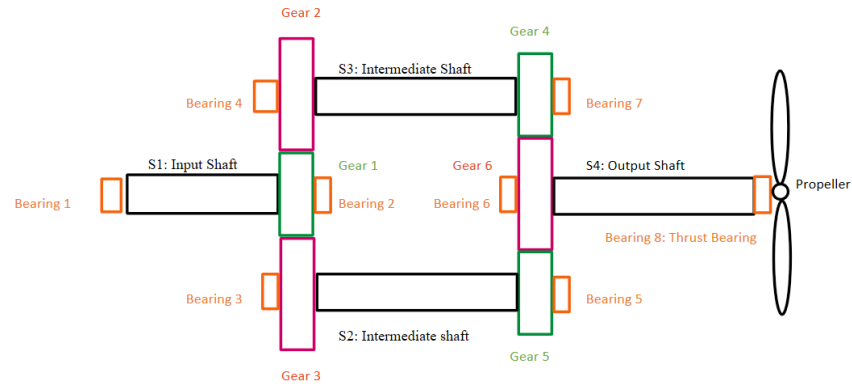 Gear 2
Gear 4
S3: Intermediate Shaft
Bearing 4
Bearing 7
S1: Input Shaft
Gear 1
Gear 6
S4: Output Shaft
Propeller
Bearing 1
Bearing 2
Bearing 6
Bearing 8: Thrust Bearing
Bearing 3
Bearing 5
S2: Intermediate shaft
Gear 5
Gear 3